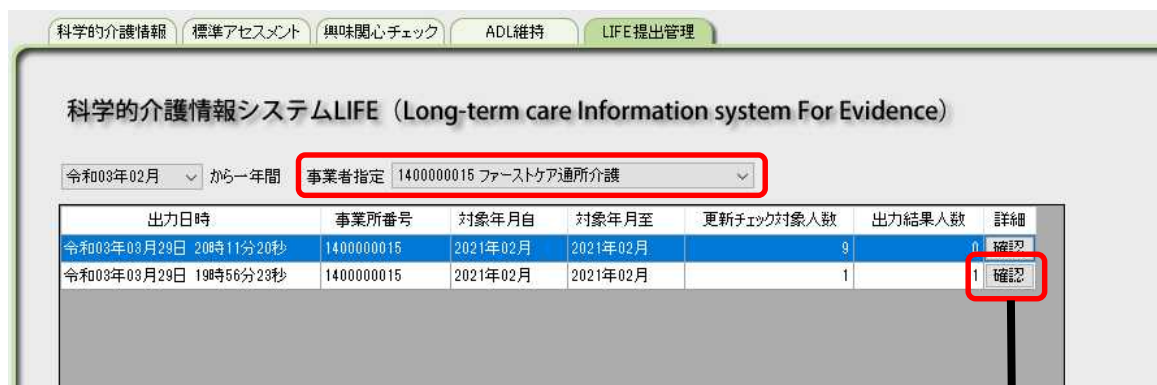 科学的介護情報 標準アセスメント 興味関心チェック ADL維持 LIFE提出管理
科学的介護情報システムLIFE（Long-term care Information system For Evidence）
令和03年02月 から一年間 事業者指定 1400000015 ファーストケア通所介護
出力日時 事業所番号 対象年月自 対象年月至 更新チェック対象人数 出力結果人数 詳細
令和03年03月29日 20時11分20秒 1400000015 2021年02月 2021年02月 9 0 確認
令和03年03月29日 19時56分23秒 1400000015 2021年02月 2021年02月 1 1 確認